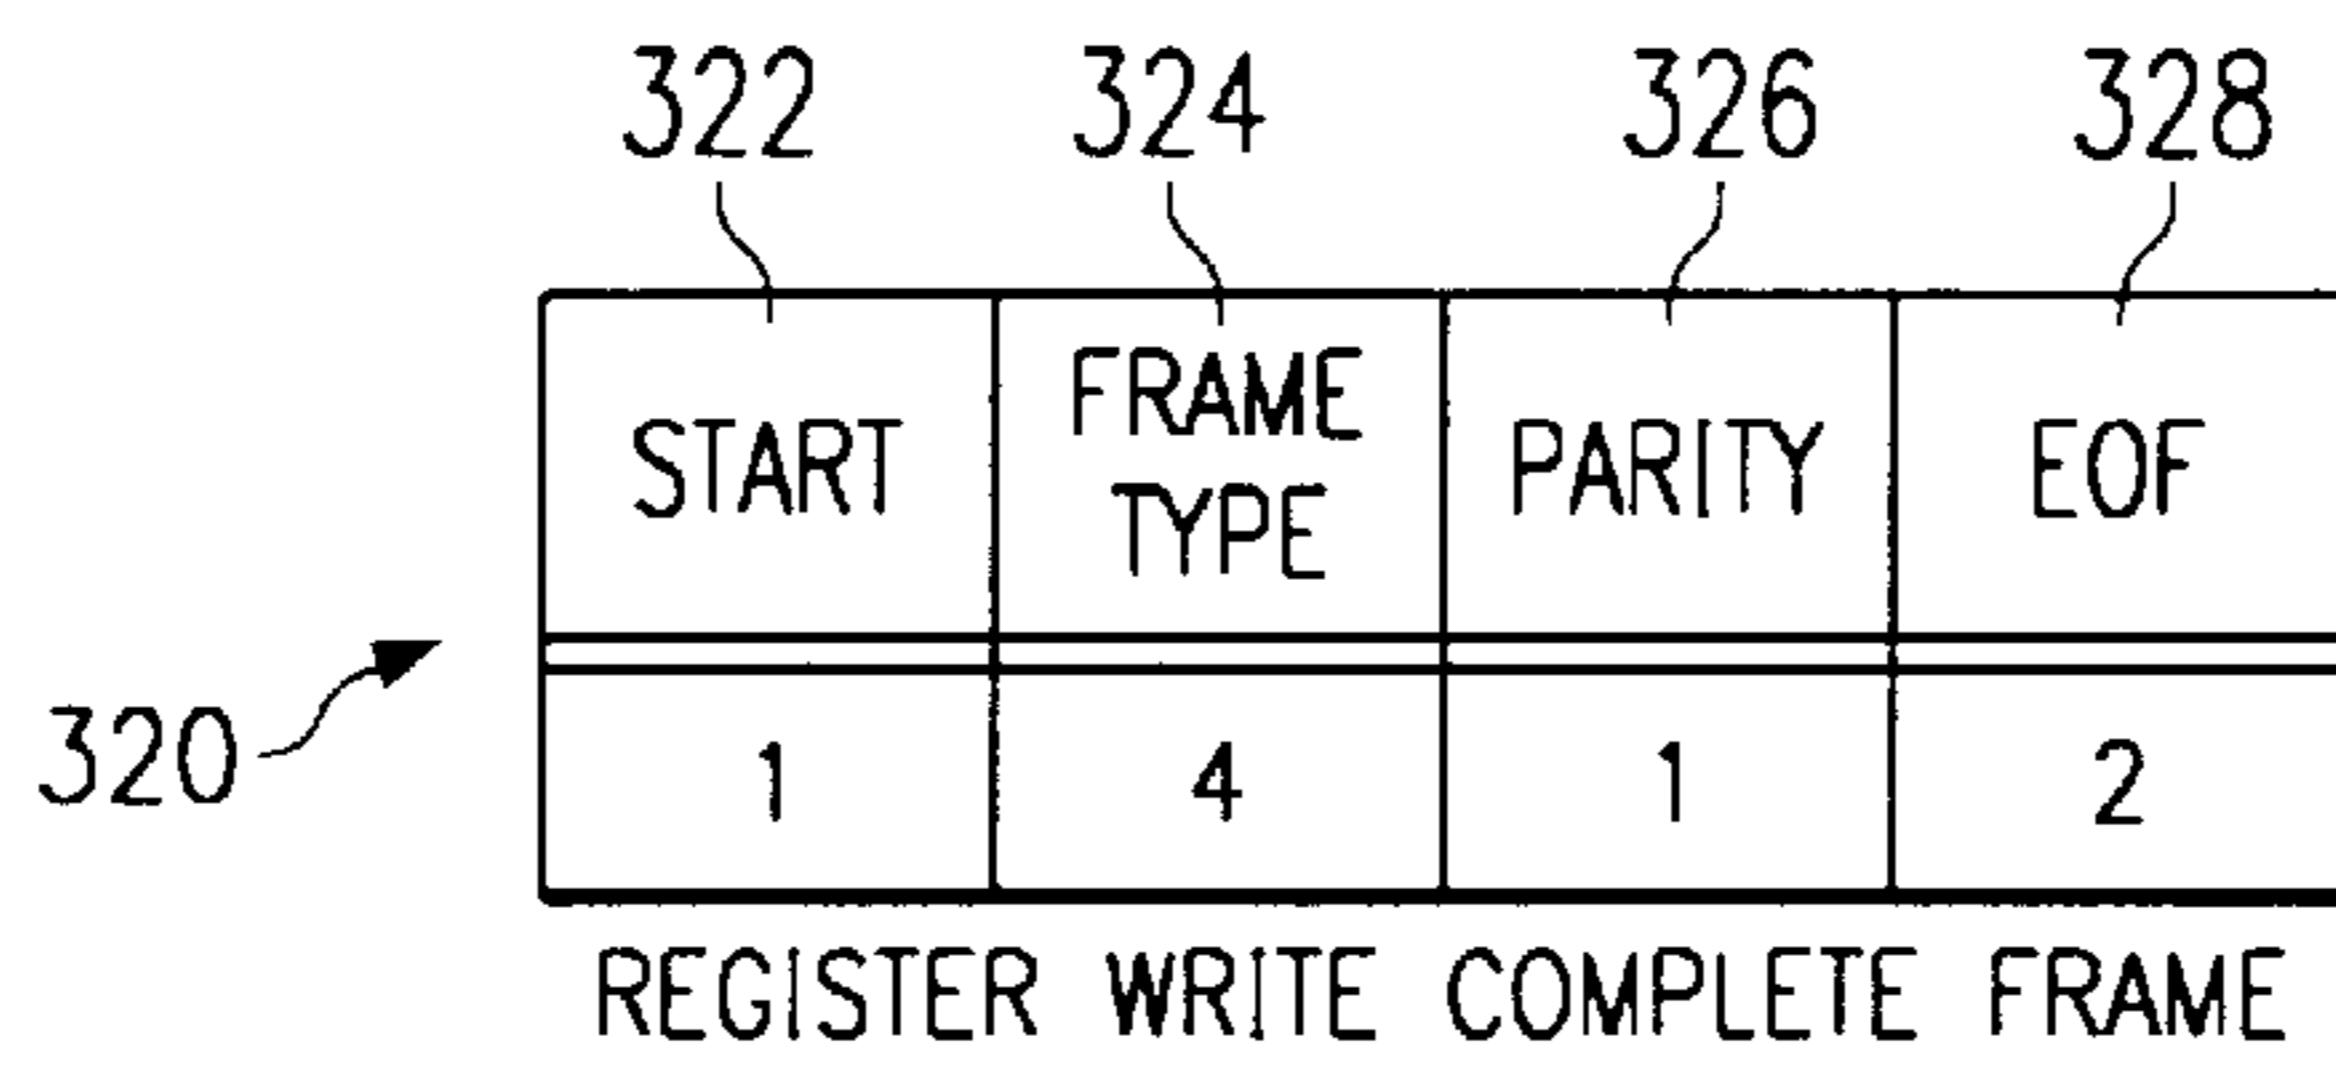 322 324 326 328
START FRAME TYPE PARITY EOF
320
1 4 1 2
REGISTER WRITE COMPLETE FRAME